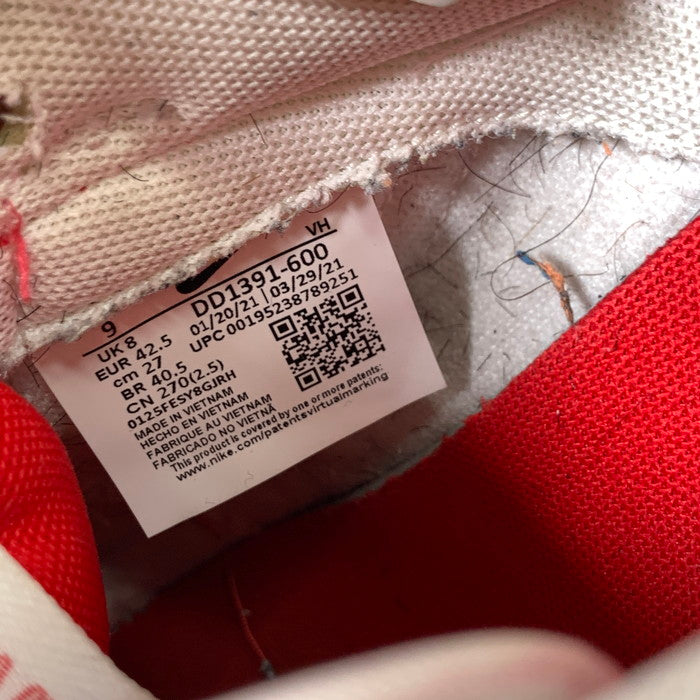 VH
9
UK 8
EUR 42.5
cm 27
BR 40.5
CN 270(2.5)
DD1391-600
01/20/21 | 03/29/21
UPC 00195238789251
0125FE5Y8GJRH
MADE IN VIETNAM
HECHO EN VIETNAM
FABRIQUE AU VIETNAM
FABRICADO NO VIETNÃ
This product is covered by one or more patents:
www.nike.com/patentsvirtualmarking